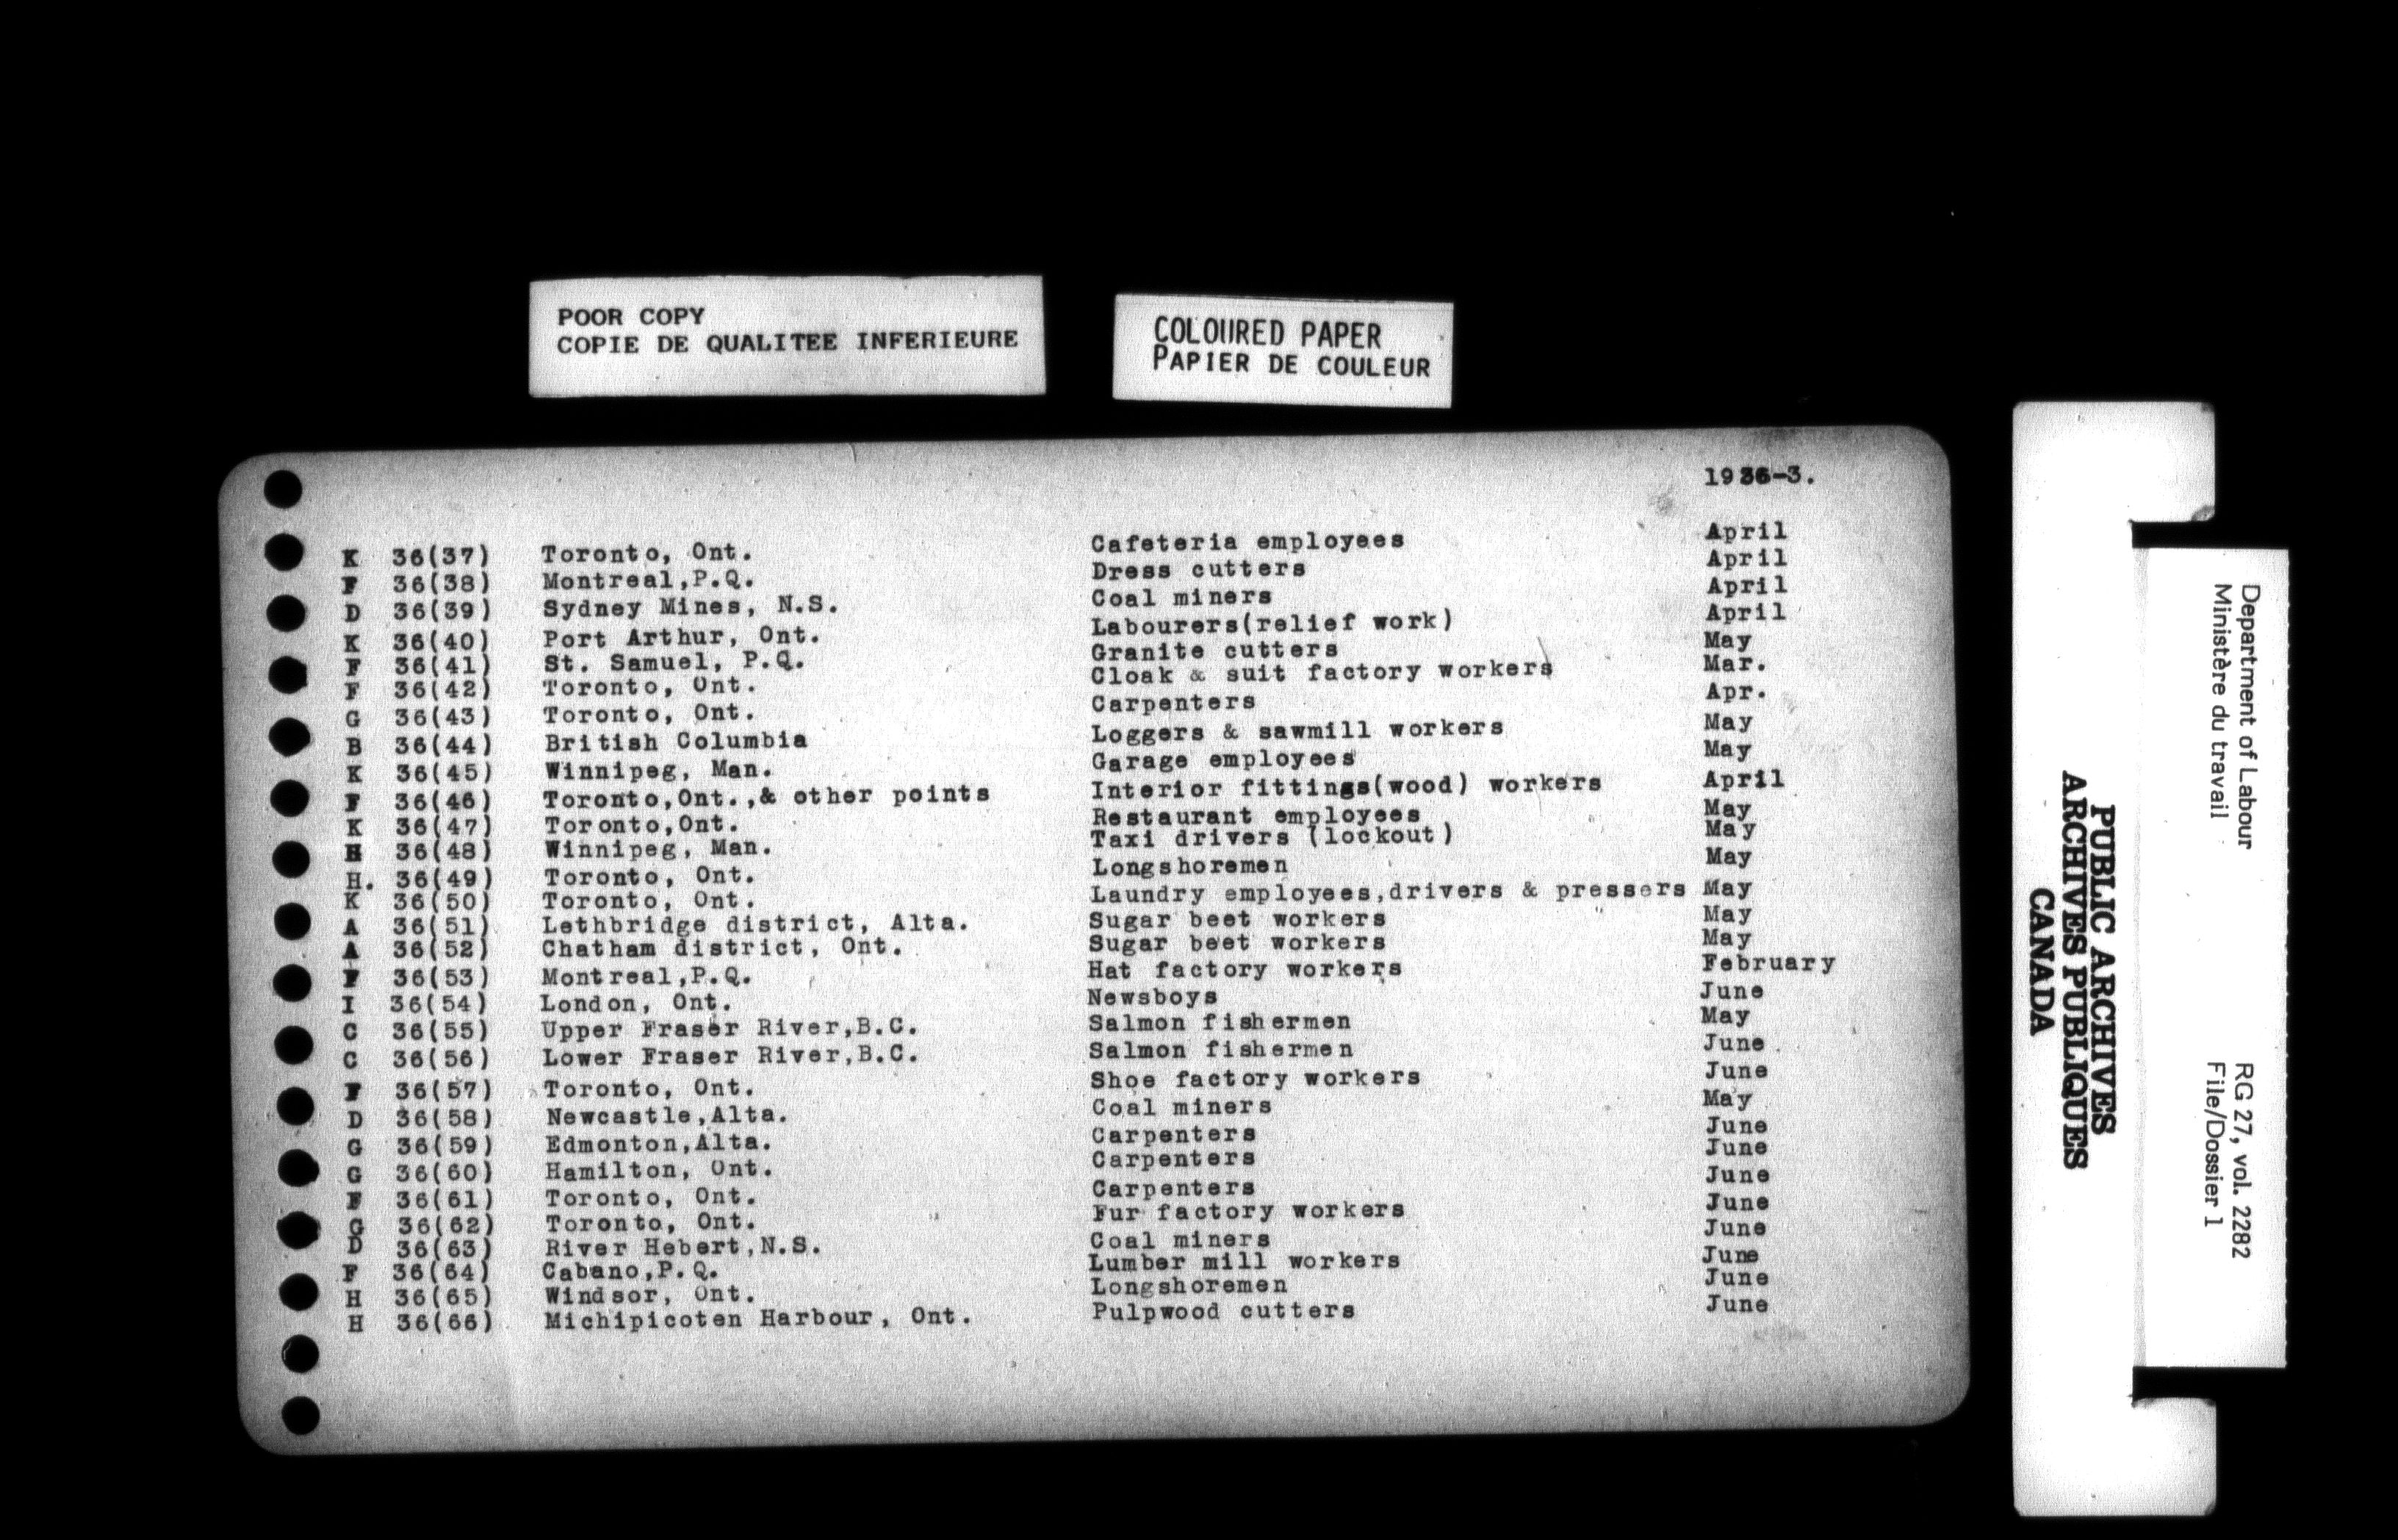 POOR COPY
COPIE DE QUALITEE INFERIEURE
COLOURED PAPER
PAPIER DE COULEUR
1936-3.
K 36(37) Toronto, Ont. Cafeteria employees April
F 36(38) Montreal,P.Q. Dress cutters April
D 36(39) Sydney Mines, N.S. Coal miners April
K 36(40) Port Arthur, Ont. Labourers(relief work) April
F 36(41) St. Samuel, P.Q. Granite cutters May
F 36(42) Toronto, Ont. Cloak & suit factory workers Mar.
G 36(43) Toronto, Ont. Carpenters Apr.
B 36(44) British Columbia Loggers & sawmill workers May
K 36(45) Winnipeg, Man. Garage employees May
F 36(46) Toronto,Ont.,& other points Interior fittings(wood) workers April
K 36(47) Toronto,Ont. Restaurant employees May
H 36(48) Winnipeg, Man. Taxi drivers (lockout) May
H. 36(49) Toronto, Ont. Longshoremen May
K 36(50) Toronto, Ont. Laundry employees,drivers & pressers May
A 36(51) Lethbridge district, Alta. Sugar beet workers May
A 36(52) Chatham district, Ont. Sugar beet workers May
F 36(53) Montreal,P.Q. Hat factory workers February
I 36(54) London, Ont. Newsboys June
C 36(55) Upper Fraser River,B.C. Salmon fishermen May
C 36(56) Lower Fraser River,B.C. Salmon fishermen June
F 36(57) Toronto, Ont. Shoe factory workers June
D 36(58) Newcastle,Alta. Coal miners May
G 36(59) Edmonton,Alta. Carpenters June
G 36(60) Hamilton, Ont. Carpenters June
F 36(61) Toronto, Ont. Carpenters June
G 36(62) Toronto, Ont. Fur factory workers June
D 36(63) River Hebert,N.S. Coal miners June
F 36(64) Cabano,P.Q. Lumber mill workers June
H 36(65) Windsor, Ont. Longshoremen June
H 36(66) Michipicoten Harbour, Ont. Pulpwood cutters June
PUBLIC ARCHIVES
ARCHIVES PUBLIQUES
CANADA
Department of Labour
Ministère du travail
RG 27, vol. 2282
File/Dossier 1